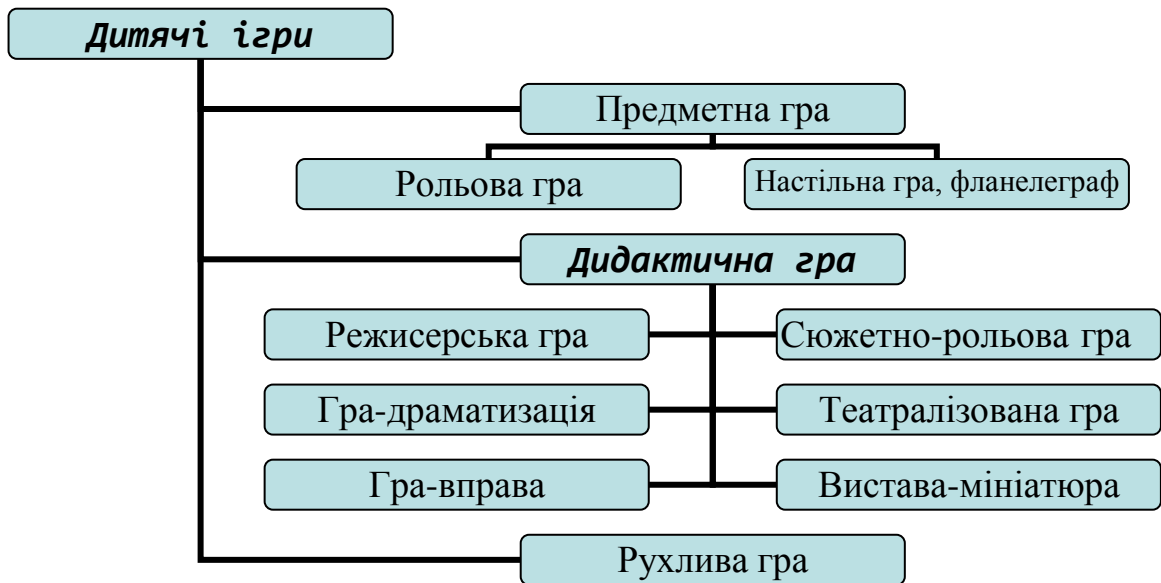 Дитячі ігри
Предметна гра
Рольова гра
Настільна гра, фланелеграф
Дидактична гра
Режисерська гра
Сюжетно-рольова гра
Гра-драматизація
Театралізована гра
Гра-вправа
Вистава-мініатюра
Рухлива гра